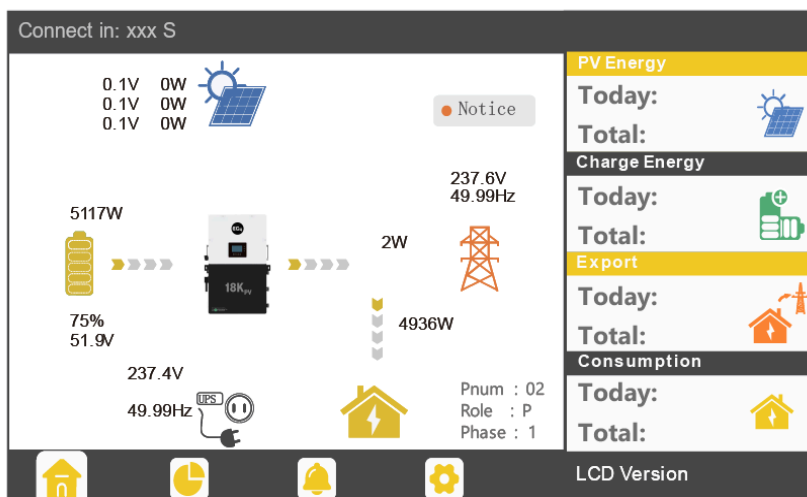 Connect in: xxx S
0.1V 0W
0.1V 0W
0.1V 0W
Notice
237.6V
49.99Hz
5117W
2W
18KPV
75%
51.9V
4936W
237.4V
UPS
49.99Hz
Pnum : 02
Role : P
Phase : 1
PV Energy
Today:
Total:
Charge Energy
Today:
Total:
Export
Today:
Total:
Consumption
Today:
Total:
LCD Version